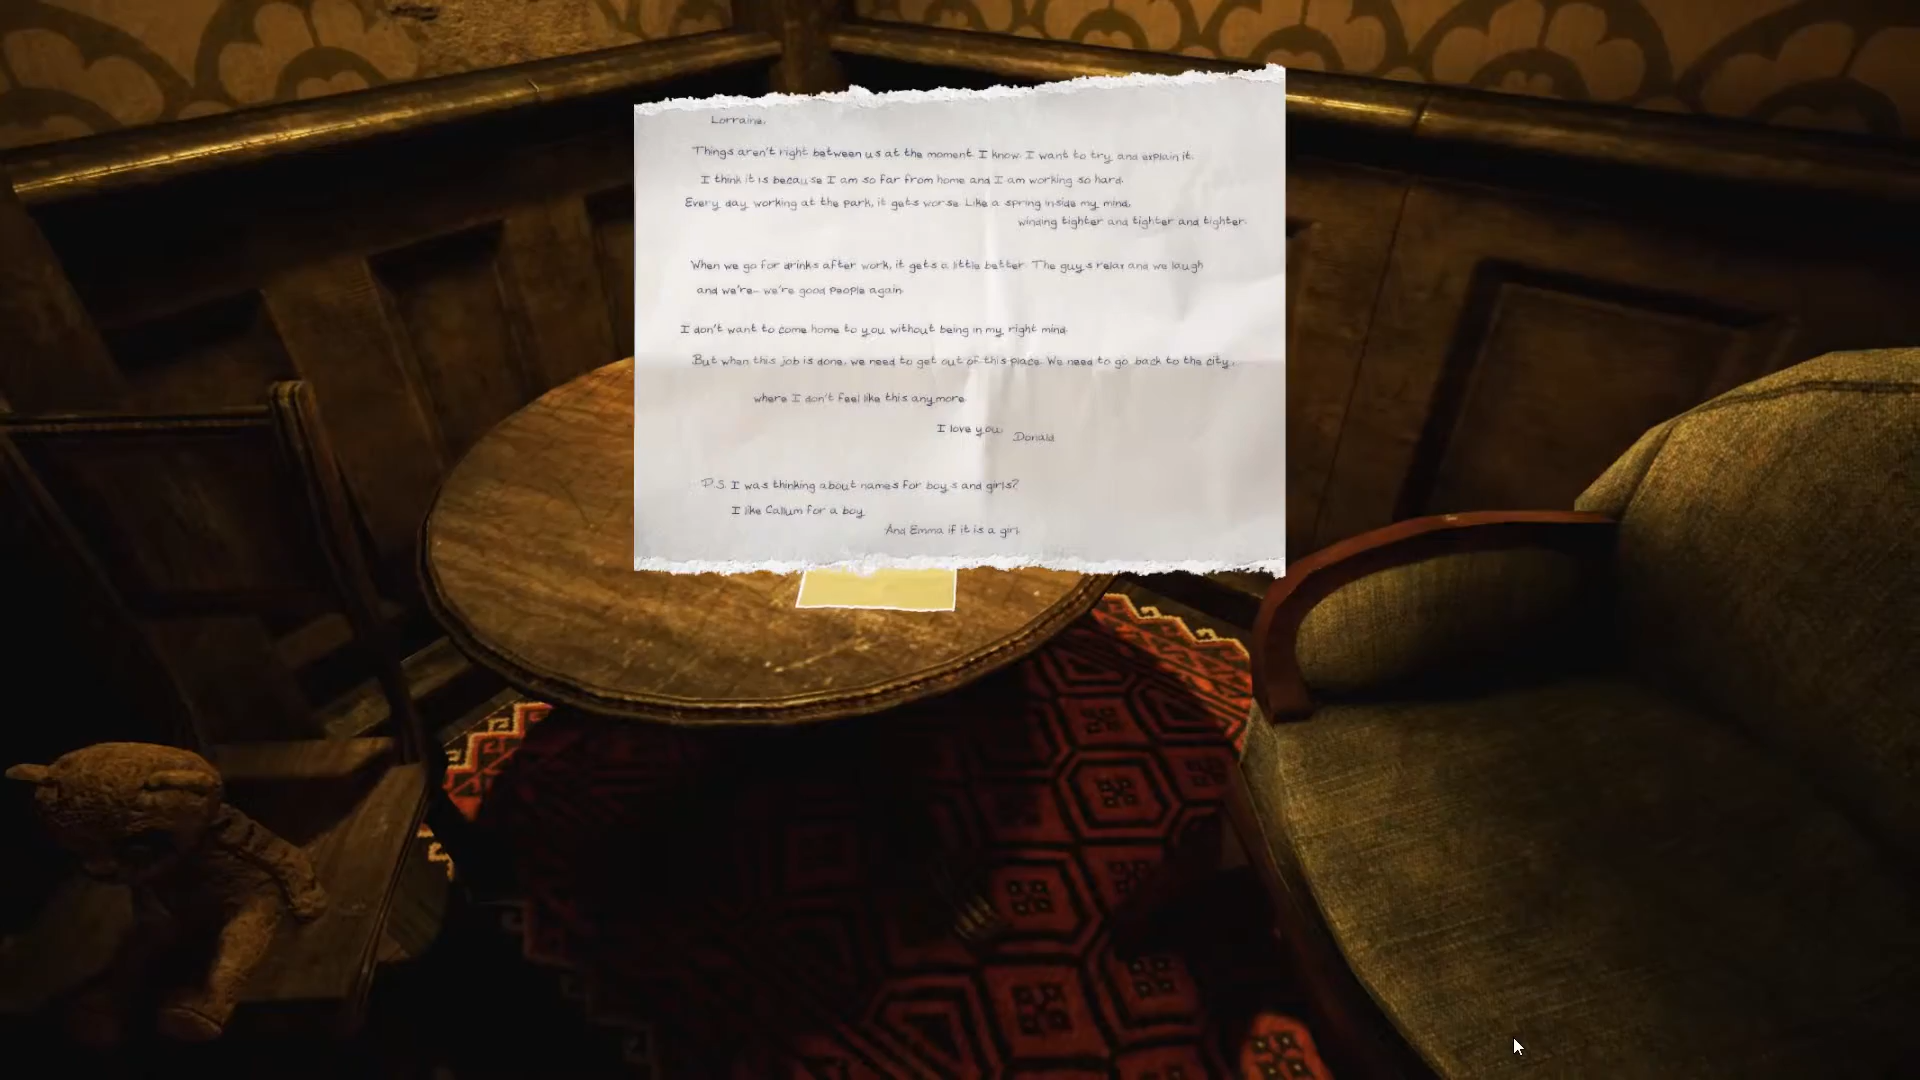 Lorraine,
Things aren't right between us at the moment. I know. I want to try and explain it.
I think it is because I am so far from home and I am working so hard.
Every day working at the park, it gets worse. Like a spring inside my mind,
winding tighter and tighter and tighter.
When we go for drinks after work, it gets a little better. The guys relax and we laugh
and we're- we're good people again.
I don't want to come home to you without being in my right mind.
But when this job is done, we need to get out of this place. We need to go back to the city,
where I don't feel like this anymore.
I love you.
Donald
P.S. I was thinking about names for boys and girls?
I like Callum for a boy.
And Emma if it is a girl.